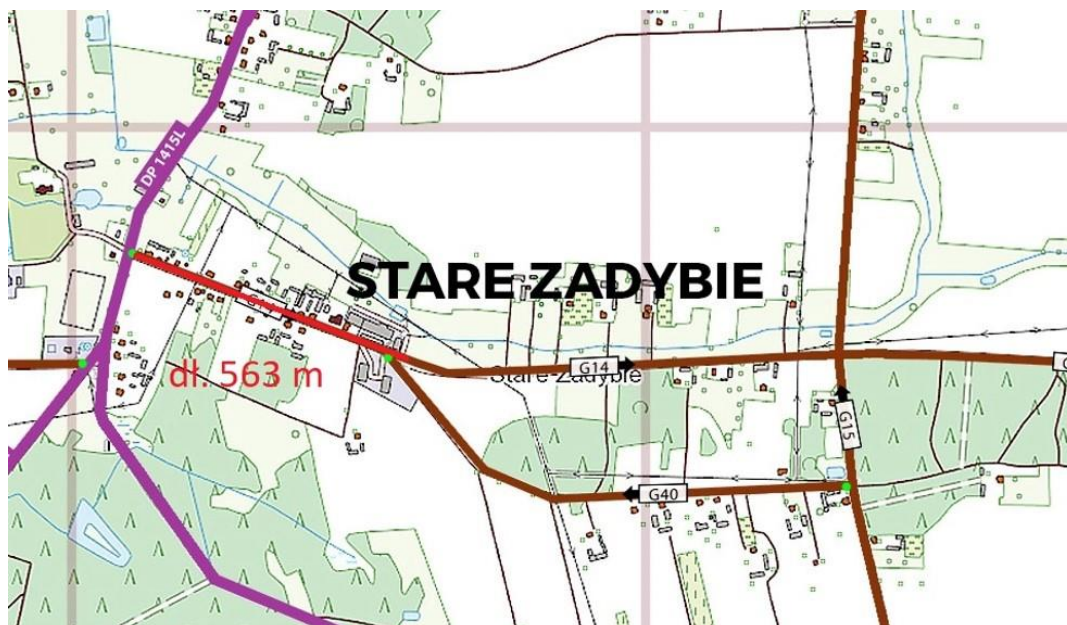 DP 1415L
STARE ZADYBIE
dł. 563 m
G14
Stare Zadybie
G15
G40